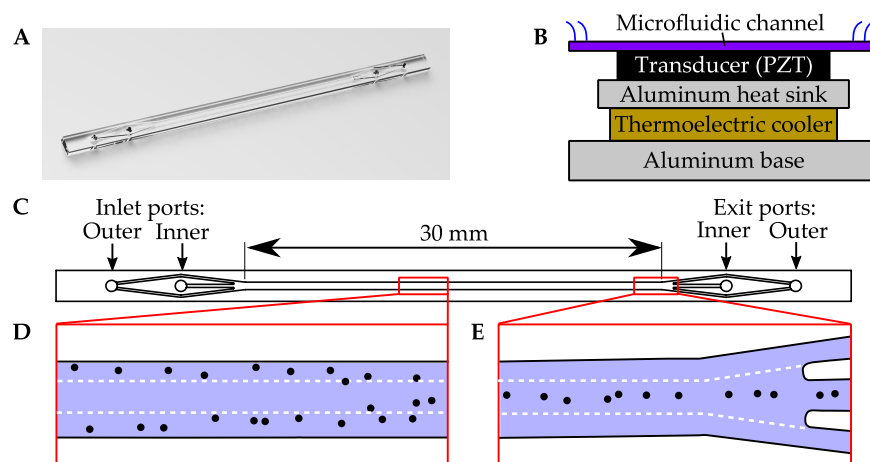 A
B
Microfluidic channel
Transducer (PZT)
Aluminum heat sink
Thermoelectric cooler
Aluminum base
C
Inlet ports:
Outer Inner
30 mm
Exit ports:
Inner Outer
D
E